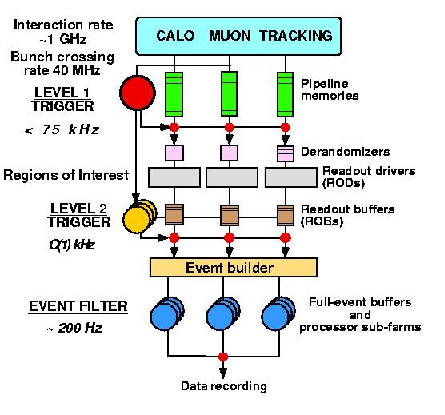 Interaction rate
~1 GHz
CALO MUON TRACKING
Bunch crossing
rate 40 MHz
LEVEL 1
TRIGGER
< 75 kHz
Pipeline
memories
Derandomizers
Regions of Interest
Readout drivers
(RODs)
LEVEL 2
TRIGGER
O(1) kHz
Readout buffers
(ROBs)
Event builder
EVENT FILTER
~ 200 Hz
Full-event buffers
and
processor sub-farms
Data recording